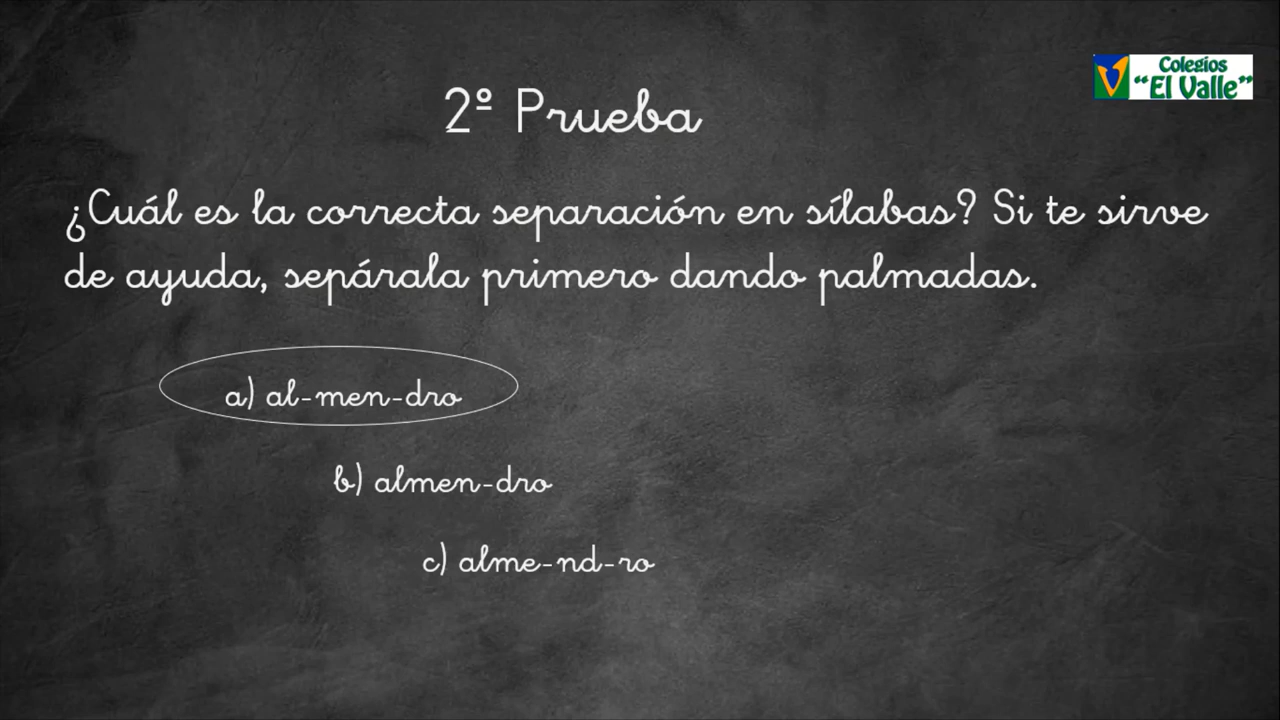 Colegios
"El Valle"
2º Prueba
¿Cuál es la correcta separación en sílabas? Si te sirve
de ayuda, sepárala primero dando palmadas.
a) al-men-dro
b) almen-dro
c) alme-nd-ro